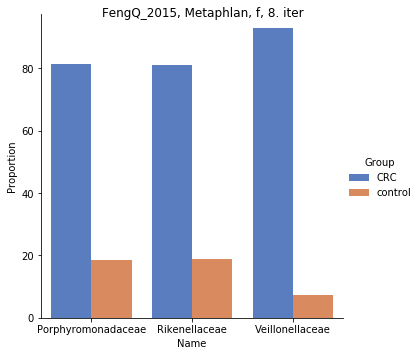 FengQ_2015, Metaphlan, f, 8. iter
Proportion
80
60
40
20
0
Porphyromonadaceae Rikenellaceae Veillonellaceae
Name
Group
CRC
control